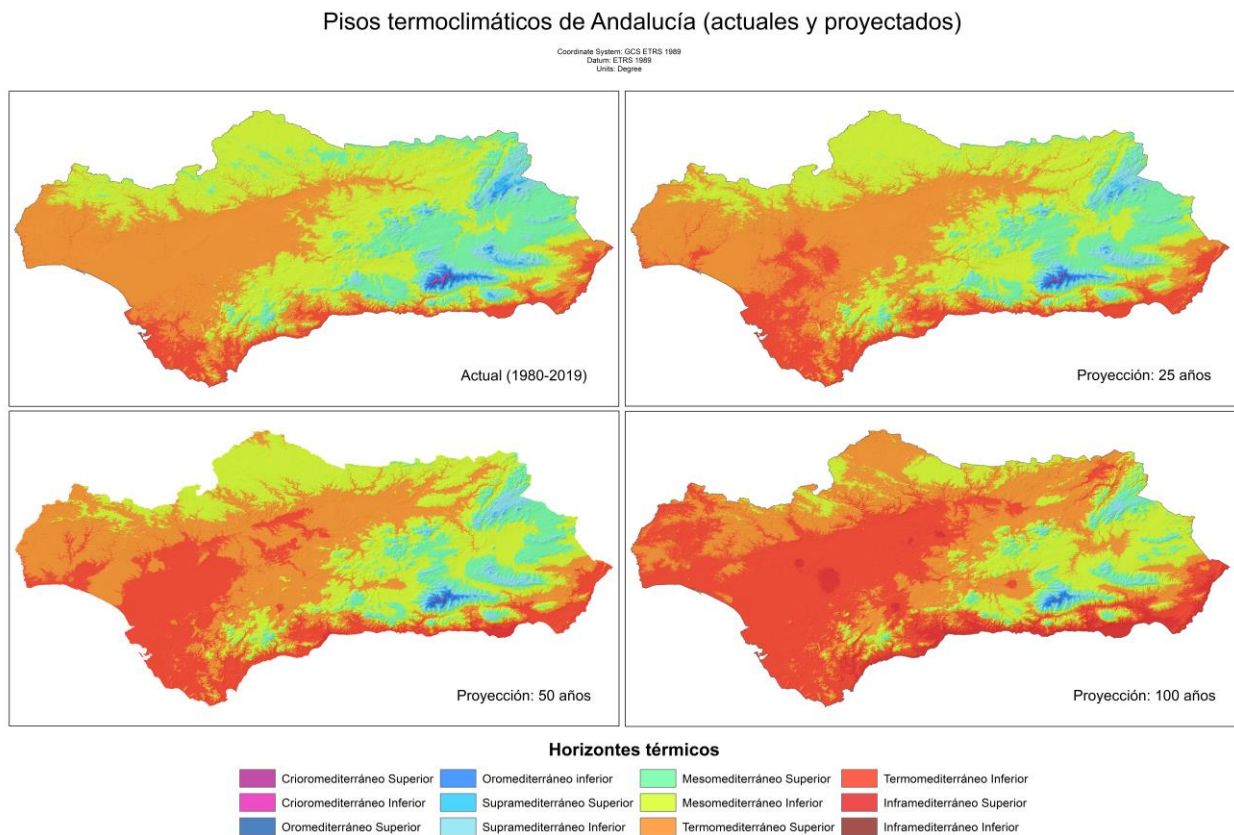 Pisos termoclimáticos de Andalucía (actuales y proyectados)
Coordinate System: GCS ETRS 1989
Datum: ETRS 1989
Units: Degree
Actual (1980-2019)
Proyección: 25 años
Proyección: 50 años
Proyección: 100 años
Horizontes térmicos
Crioromediterráneo Superior
Crioromediterráneo Inferior
Oromediterráneo Superior
Oromediterráneo inferior
Supramediterráneo Superior
Supramediterráneo Inferior
Mesomediterráneo Superior
Mesomediterráneo Inferior
Termomediterráneo Superior
Termomediterráneo Inferior
Inframediterráneo Superior
Inframediterráneo Inferior